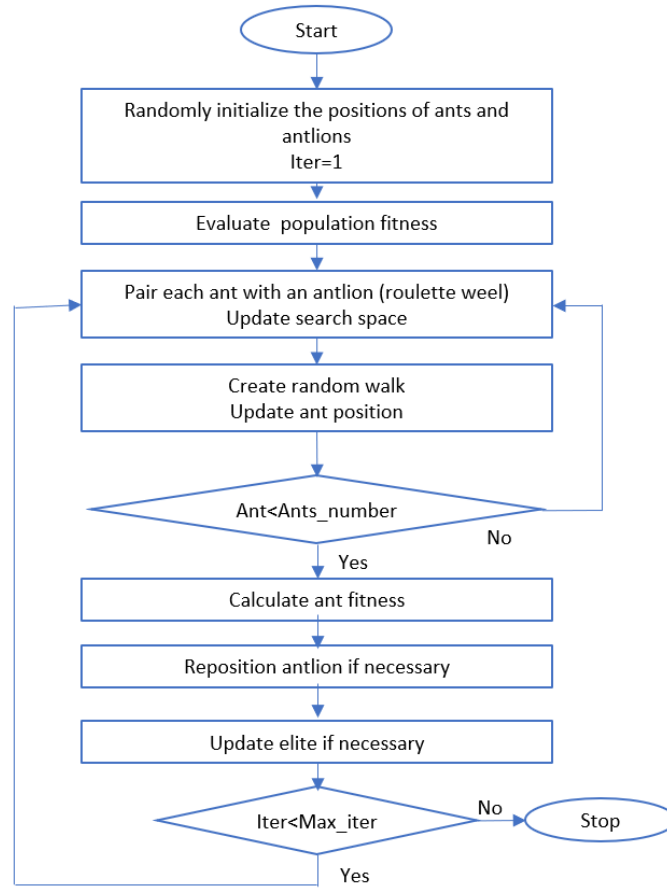 Start
Randomly initialize the positions of ants and
antlions
Iter=1
Evaluate  population fitness
Pair each ant with an antlion (roulette weel)
Update search space
Create random walk
Update ant position
Ant<Ants_number
No
Yes
Calculate ant fitness
Reposition antlion if necessary
Update elite if necessary
Iter<Max_iter
No
Stop
Yes